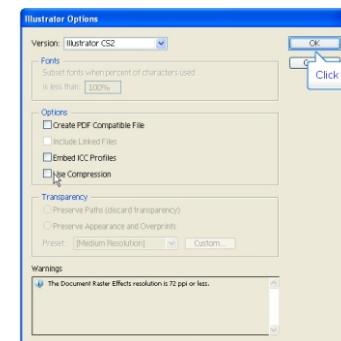 Illustrator Options
Version: Illustrator CS2
OK
Click
Fonts
Subset fonts when percent of characters used
is less than: 100%
Options
Create PDF Compatible File
Include Linked Files
Embed ICC Profiles
Use Compression
Transparency
Preserve Paths (discard transparency)
Preserve Appearance and Overprints
Preset: [Medium Resolution] Custom...
Warnings
The Document Raster Effects resolution is 72 ppi or less.